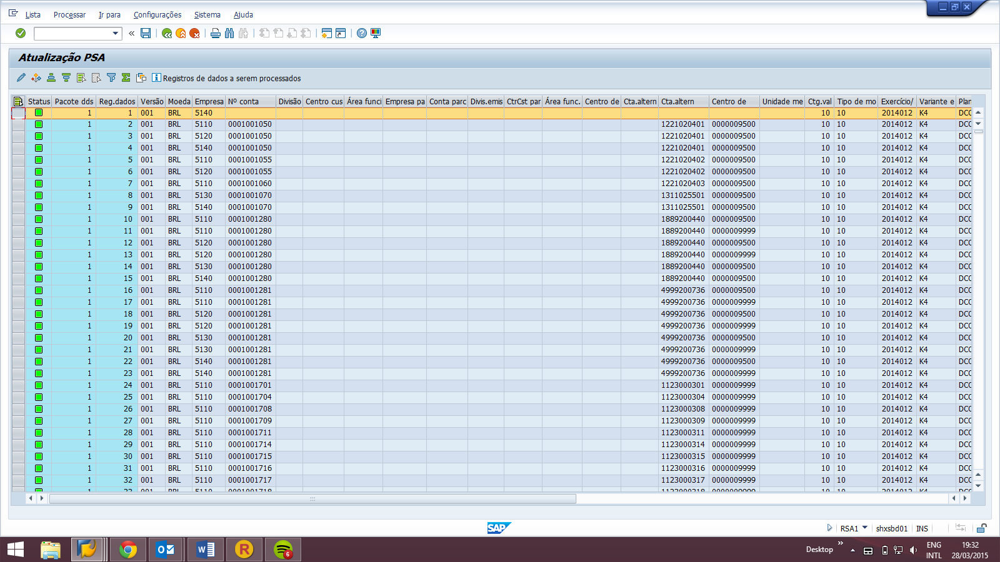 Lista Processar Ir para Configurações Sistema Ajuda
Atualização PSA
Registros de dados a serem processados
Status Pacote dds Reg.dados Versão Moeda Empresa Nº conta Divisão Centro cus Área funci Empresa pa Conta parc Divis.emis CtrCst par Área func. Centro de Cta.altern Cta.altern Centro de Unidade me Ctg.val Tipo de mo Exercício/ Variante e Plan
1 1 001 BRL 5140 10 10 2014012 K4 DCC
1 2 001 BRL 5110 0001001050 1221020401 0000009500 10 10 2014012 K4 DCC
1 3 001 BRL 5120 0001001050 1221020401 0000009500 10 10 2014012 K4 DCC
1 4 001 BRL 5140 0001001050 1221020401 0000009500 10 10 2014012 K4 DCC
1 5 001 BRL 5110 0001001055 1221020402 0000009500 10 10 2014012 K4 DCC
1 6 001 BRL 5120 0001001055 1221020402 0000009500 10 10 2014012 K4 DCC
1 7 001 BRL 5110 0001001060 1221020403 0000009500 10 10 2014012 K4 DCC
1 8 001 BRL 5130 0001001070 1311025501 0000009500 10 10 2014012 K4 DCC
1 9 001 BRL 5140 0001001070 1311025501 0000009500 10 10 2014012 K4 DCC
1 10 001 BRL 5110 0001001280 1889200440 0000009500 10 10 2014012 K4 DCC
1 11 001 BRL 5110 0001001280 1889200440 0000009999 10 10 2014012 K4 DCC
1 12 001 BRL 5120 0001001280 1889200440 0000009500 10 10 2014012 K4 DCC
1 13 001 BRL 5120 0001001280 1889200440 0000009999 10 10 2014012 K4 DCC
1 14 001 BRL 5130 0001001280 1889200440 0000009500 10 10 2014012 K4 DCC
1 15 001 BRL 5140 0001001280 1889200440 0000009500 10 10 2014012 K4 DCC
1 16 001 BRL 5110 0001001281 4999200736 0000009500 10 10 2014012 K4 DCC
1 17 001 BRL 5110 0001001281 4999200736 0000009999 10 10 2014012 K4 DCC
1 18 001 BRL 5120 0001001281 4999200736 0000009500 10 10 2014012 K4 DCC
1 19 001 BRL 5120 0001001281 4999200736 0000009999 10 10 2014012 K4 DCC
1 20 001 BRL 5130 0001001281 4999200736 0000009500 10 10 2014012 K4 DCC
1 21 001 BRL 5130 0001001281 4999200736 0000009999 10 10 2014012 K4 DCC
1 22 001 BRL 5140 0001001281 4999200736 0000009500 10 10 2014012 K4 DCC
1 23 001 BRL 5140 0001001281 4999200736 0000009999 10 10 2014012 K4 DCC
1 24 001 BRL 5110 0001001701 1123000301 0000009999 10 10 2014012 K4 DCC
1 25 001 BRL 5110 0001001704 1123000304 0000009999 10 10 2014012 K4 DCC
1 26 001 BRL 5110 0001001708 1123000308 0000009999 10 10 2014012 K4 DCC
1 27 001 BRL 5110 0001001709 1123000309 0000009999 10 10 2014012 K4 DCC
1 28 001 BRL 5110 0001001711 1123000311 0000009999 10 10 2014012 K4 DCC
1 29 001 BRL 5110 0001001714 1123000314 0000009999 10 10 2014012 K4 DCC
1 30 001 BRL 5110 0001001715 1123000315 0000009999 10 10 2014012 K4 DCC
1 31 001 BRL 5110 0001001716 1123000316 0000009999 10 10 2014012 K4 DCC
1 32 001 BRL 5110 0001001717 1123000317 0000009999 10 10 2014012 K4 DCC
SAP
RSA1 shxsbd01 INS
Desktop
ENG
INTL
19:32
28/03/2015
6